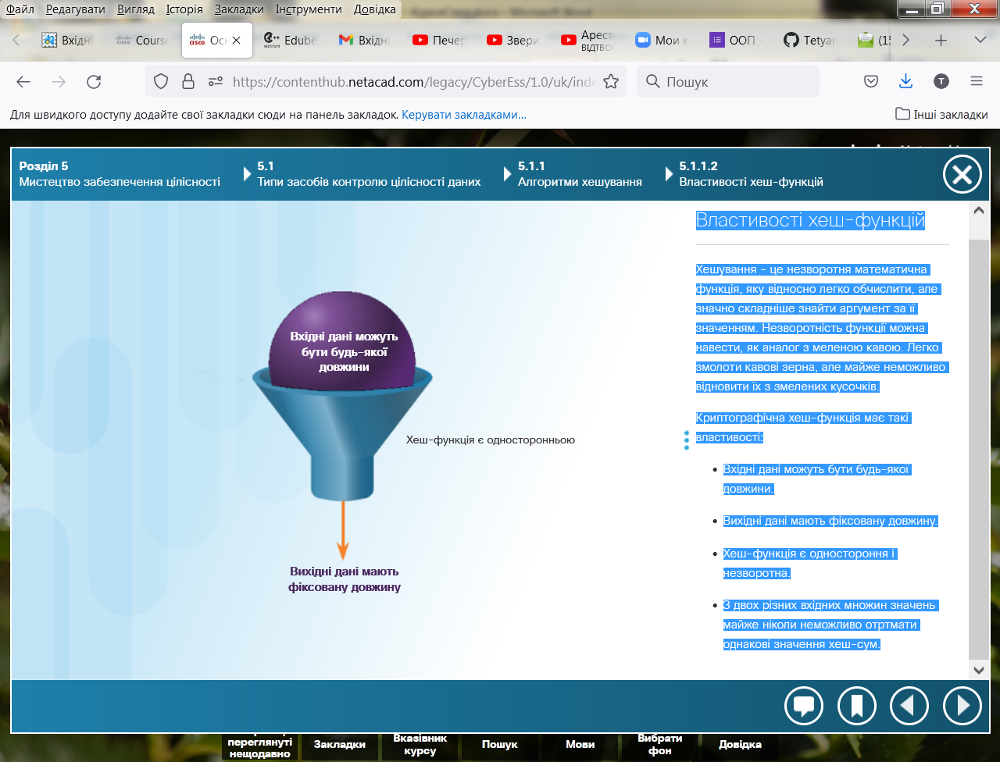 Файл Редагувати Вигляд Історія Закладки Інструменти Довідка
Microsoft Word
Вхідні Course CISCO Осн Edube Вхідні Печер Звери Арест ВІДТВО Мои к ООП - Tetyan (15
https://contenthub.netacad.com/legacy/CyberEss/1.0/uk/inde Пошук T
Для швидкого доступу додайте свої закладки сюди на панель закладок. Керувати закладками... Інші закладки
Розділ 5 5.1 5.1.1 5.1.1.2
Мистецтво забезпечення цілісності Типи засобів контролю цілісності даних Алгоритми хешування Властивості хеш-функцій
Вхідні дані можуть
бути будь-якої
довжини
Хеш-функція є односторонньою
Вихідні дані мають
фіксовану довжину
Властивості хеш-функцій
Хешування - це незворотня математична
функція, яку відносно легко обчислити, але
значно складніше знайти аргумент за її
значенням. Незворотність функції можна
навести, як аналог з меленою кавою. Легко
змолоти кавові зерна, але майже неможливо
відновити їх з змелених кусочків.
Криптографічна хеш-функція має такі
властивості:
• Вхідні дані можуть бути будь-якої
довжини.
• Вихідні дані мають фіксовану довжину.
• Хеш-функція є одностороння і
незворотна.
• З двох різних вхідних множин значень
майже ніколи неможливо отртмати
однакові значення хеш-сум.
переглянуті
нещодавно
Закладки
Вказівник
курсу
Пошук
Мови
Вибрати
фон
Довідка